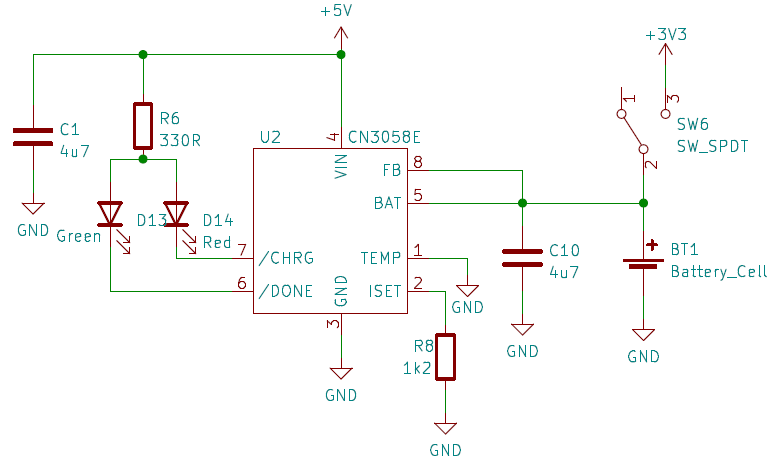 +5V
+3V3
1
3
C1
4u7
R6
330R
U2
4
CN3058E
SW6
SW_SPDT
2
VIN
FB
8
BAT
5
GND
Green
D13
D14
Red
7
/CHRG
TEMP
1
C10
4u7
BT1
Battery_Cell
6
/DONE
GND
ISET
2
GND
3
R8
1k2
GND
GND
GND
GND